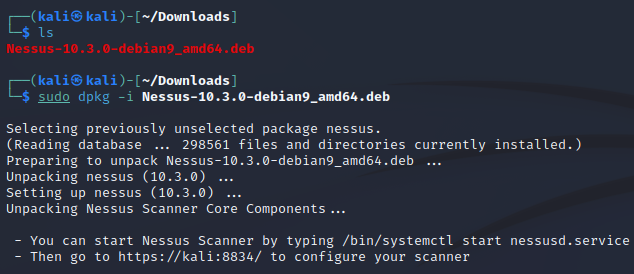 ┌──(kali㉿kali)-[~/Downloads]
└─$ ls
Nessus-10.3.0-debian9_amd64.deb
┌──(kali㉿kali)-[~/Downloads]
└─$ sudo dpkg -i Nessus-10.3.0-debian9_amd64.deb
Selecting previously unselected package nessus.
(Reading database ... 298561 files and directories currently installed.)
Preparing to unpack Nessus-10.3.0-debian9_amd64.deb ...
Unpacking nessus (10.3.0) ...
Setting up nessus (10.3.0) ...
Unpacking Nessus Scanner Core Components...
- You can start Nessus Scanner by typing /bin/systemctl start nessusd.service
- Then go to https://kali:8834/ to configure your scanner